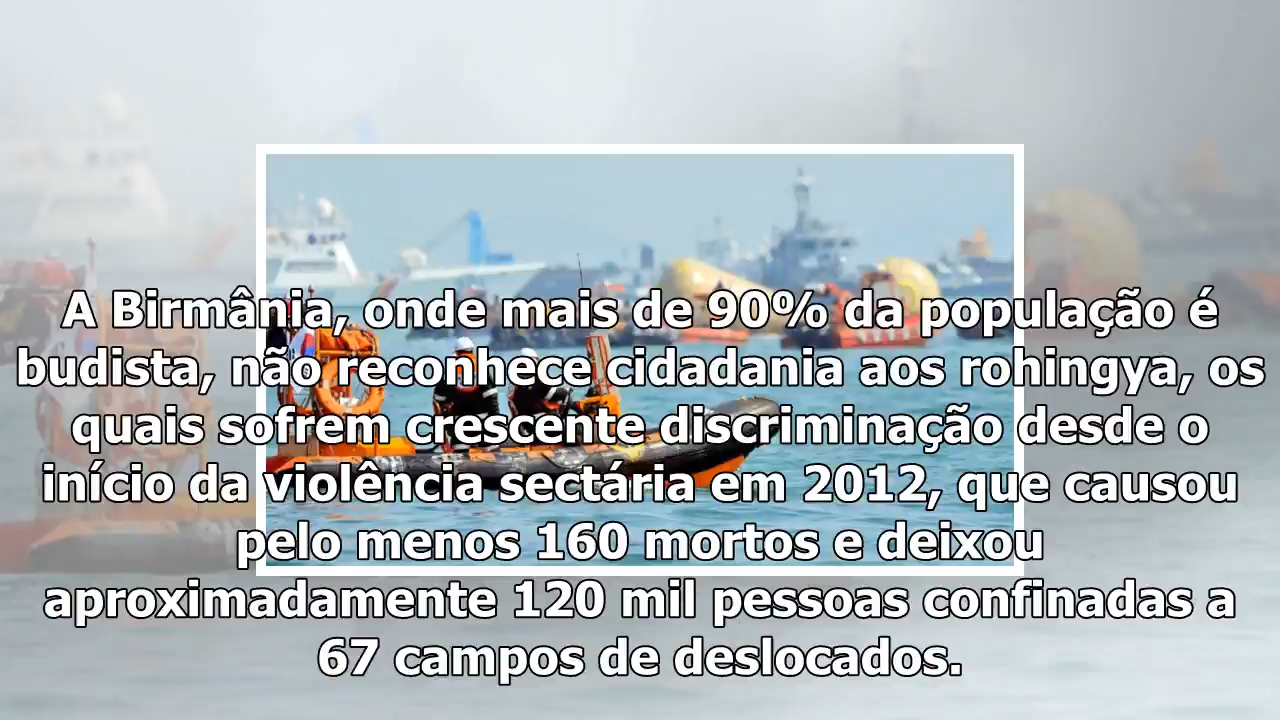 A Birmânia, onde mais de 90% da população é
budista, não reconhece cidadania aos rohingya, os
quais sofrem crescente discriminação desde o
início da violência sectária em 2012, que causou
pelo menos 160 mortos e deixou
aproximadamente 120 mil pessoas confinadas a
67 campos de deslocados.